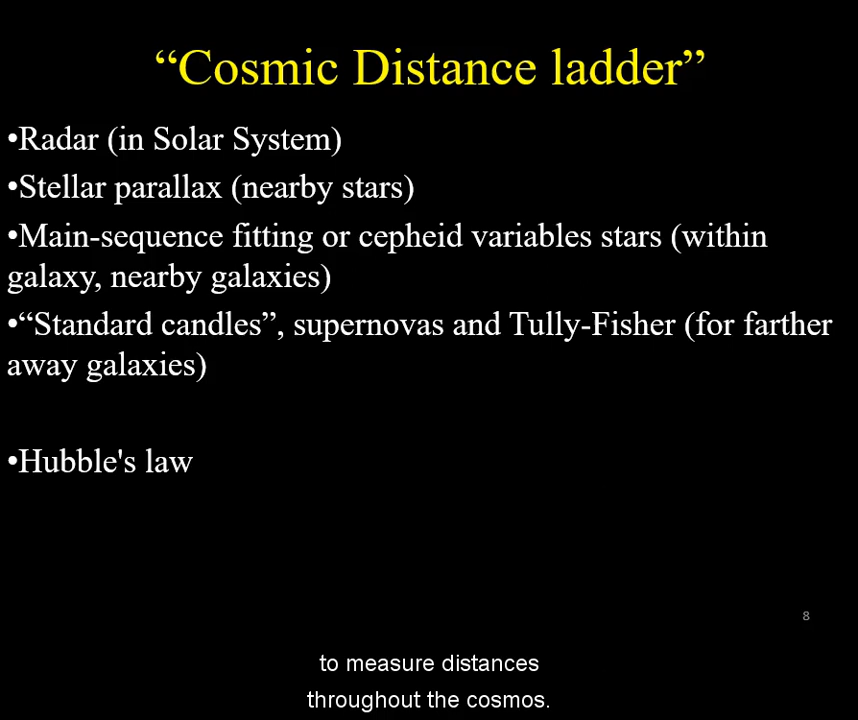 “Cosmic Distance ladder”
•Radar (in Solar System)
•Stellar parallax (nearby stars)
•Main-sequence fitting or cepheid variables stars (within
galaxy, nearby galaxies)
•“Standard candles”, supernovas and Tully-Fisher (for farther
away galaxies)
•Hubble's law
8
to measure distances
throughout the cosmos.